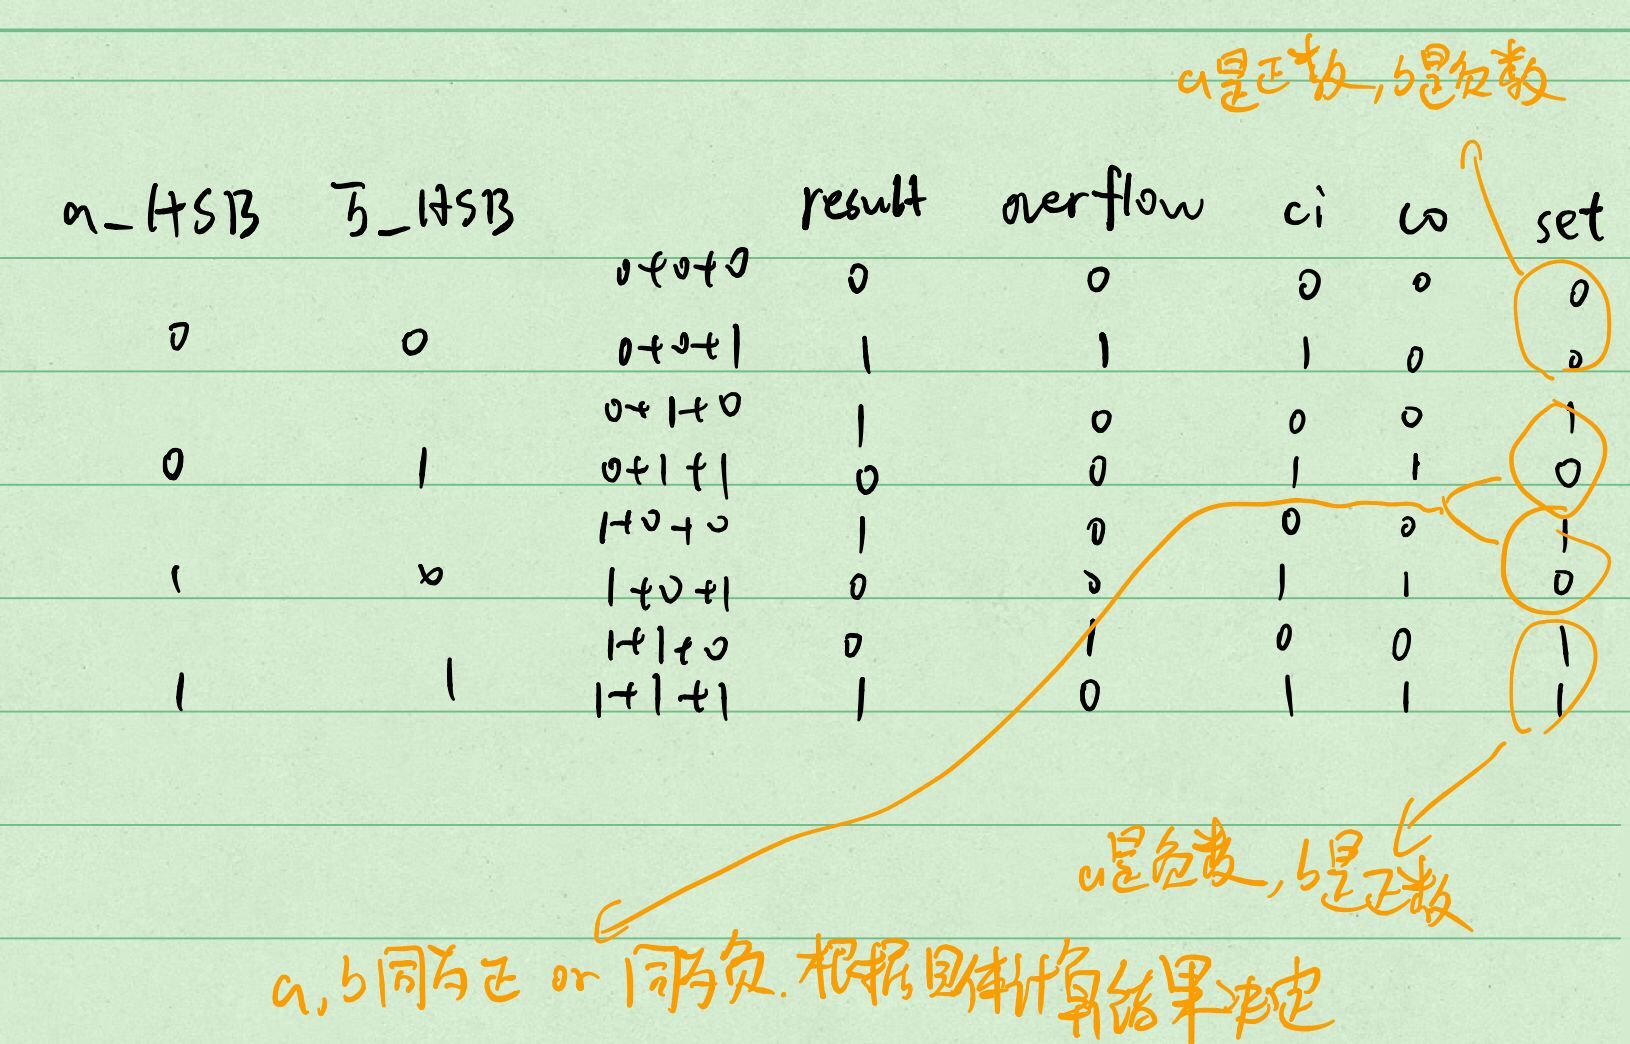 a是正数,b是负数
a_HSB b̅_HSB result overflow ci co set
0+0+0 0 0 0 0 0
0 0 0+0+1 1 1 1 0 0
0+1+0 1 0 0 0 1
0 1 0+1+1 0 0 1 1 0
1+0+0 1 0 0 0 1
1 0 1+0+1 0 0 1 1 0
1+1+0 0 1 0 0 1
1 1 1+1+1 1 0 1 1 1
a是负数,b是正数
a,b同为正 or 同为负.根据具体计算结果决定